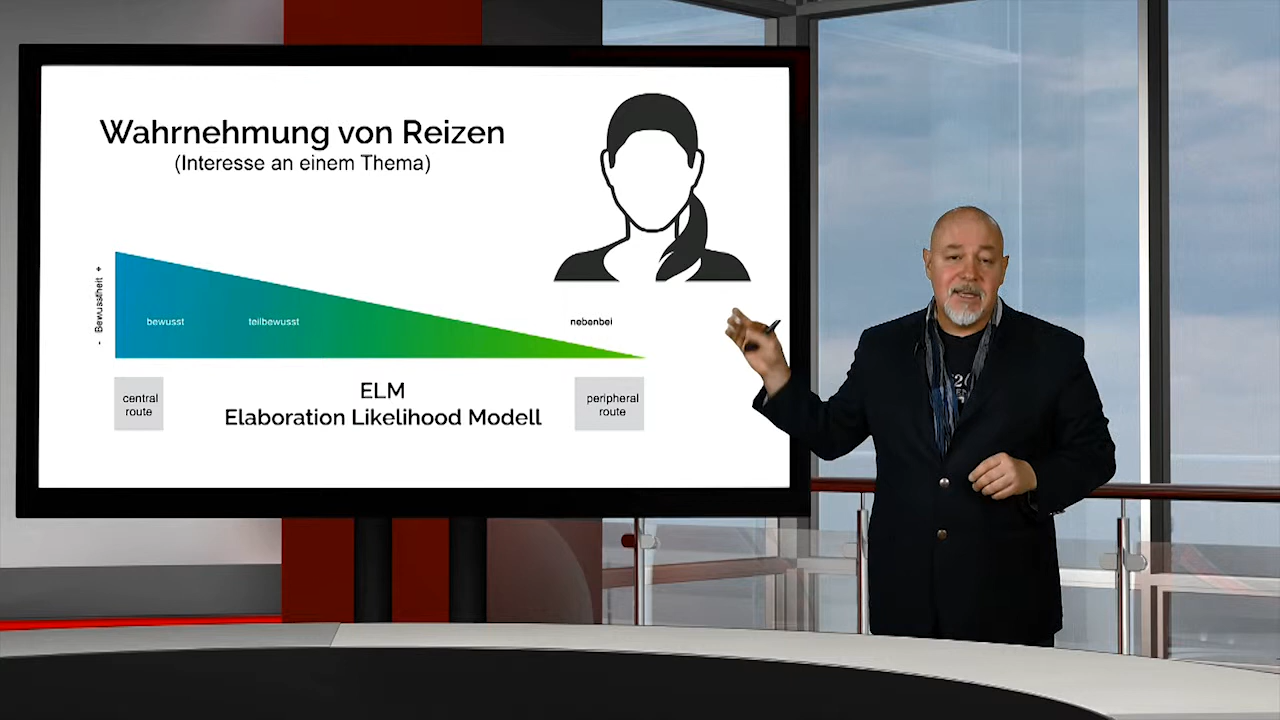 Wahrnehmung von Reizen
(Interesse an einem Thema)
- Bewusstheit +
bewusst
teilbewusst
nebenbei
central
route
ELM
Elaboration Likelihood Modell
peripheral
route